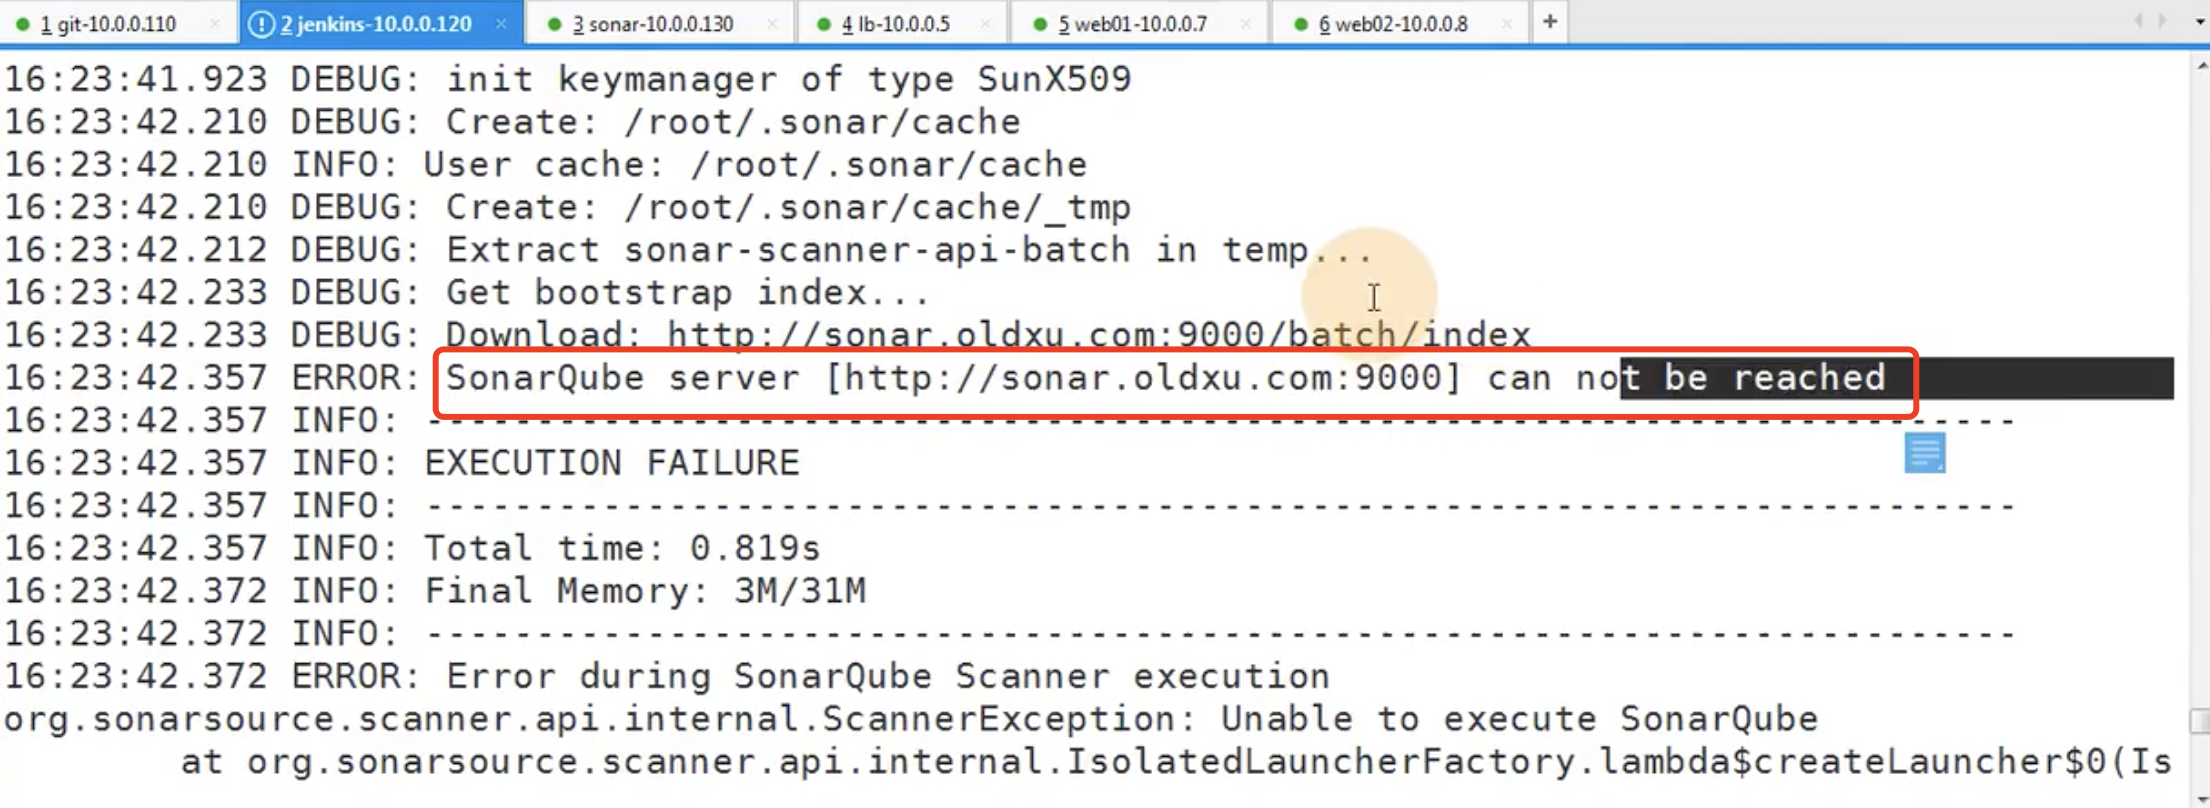 1 git-10.0.0.110 × 2 jenkins-10.0.0.120 × 3 sonar-10.0.0.130 × 4 lb-10.0.0.5 × 5 web01-10.0.0.7 × 6 web02-10.0.0.8 × +
16:23:41.923 DEBUG: init keymanager of type SunX509
16:23:42.210 DEBUG: Create: /root/.sonar/cache
16:23:42.210 INFO: User cache: /root/.sonar/cache
16:23:42.210 DEBUG: Create: /root/.sonar/cache/_tmp
16:23:42.212 DEBUG: Extract sonar-scanner-api-batch in temp...
16:23:42.233 DEBUG: Get bootstrap index...
16:23:42.233 DEBUG: Download: http://sonar.oldxu.com:9000/batch/index
16:23:42.357 ERROR: SonarQube server [http://sonar.oldxu.com:9000] can not be reached
16:23:42.357 INFO: ------------------------------------------------------------------------
16:23:42.357 INFO: EXECUTION FAILURE
16:23:42.357 INFO: ------------------------------------------------------------------------
16:23:42.357 INFO: Total time: 0.819s
16:23:42.372 INFO: Final Memory: 3M/31M
16:23:42.372 INFO: ------------------------------------------------------------------------
16:23:42.372 ERROR: Error during SonarQube Scanner execution
org.sonarsource.scanner.api.internal.ScannerException: Unable to execute SonarQube
at org.sonarsource.scanner.api.internal.IsolatedLauncherFactory.lambda$createLauncher$0(Is